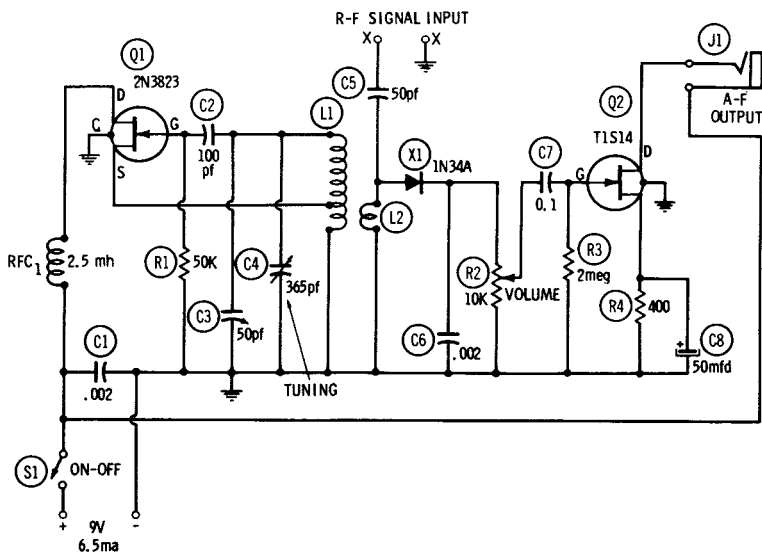 R-F SIGNAL INPUT
X
X
J1
Q1
2N3823
C5
50pf
Q2
T1S14
A-F
OUTPUT
C2
L1
D
G
G
100
pf
S
X1
1N34A
C7
G
D
0.1
L2
RFC1
2.5 mh
R1
50K
C4
365pf
R2
10K
VOLUME
R3
2meg
R4
400
C3
50pf
C6
.002
C8
+
50mfd
C1
.002
TUNING
S1
ON-OFF
+
-
9V
6.5ma